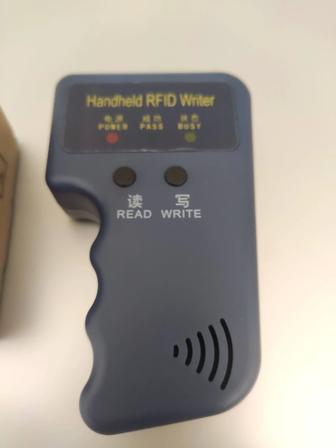 Handheld RFID Writer
电源 成功 状态
POWER PASS BUSY
读 写
READ WRITE